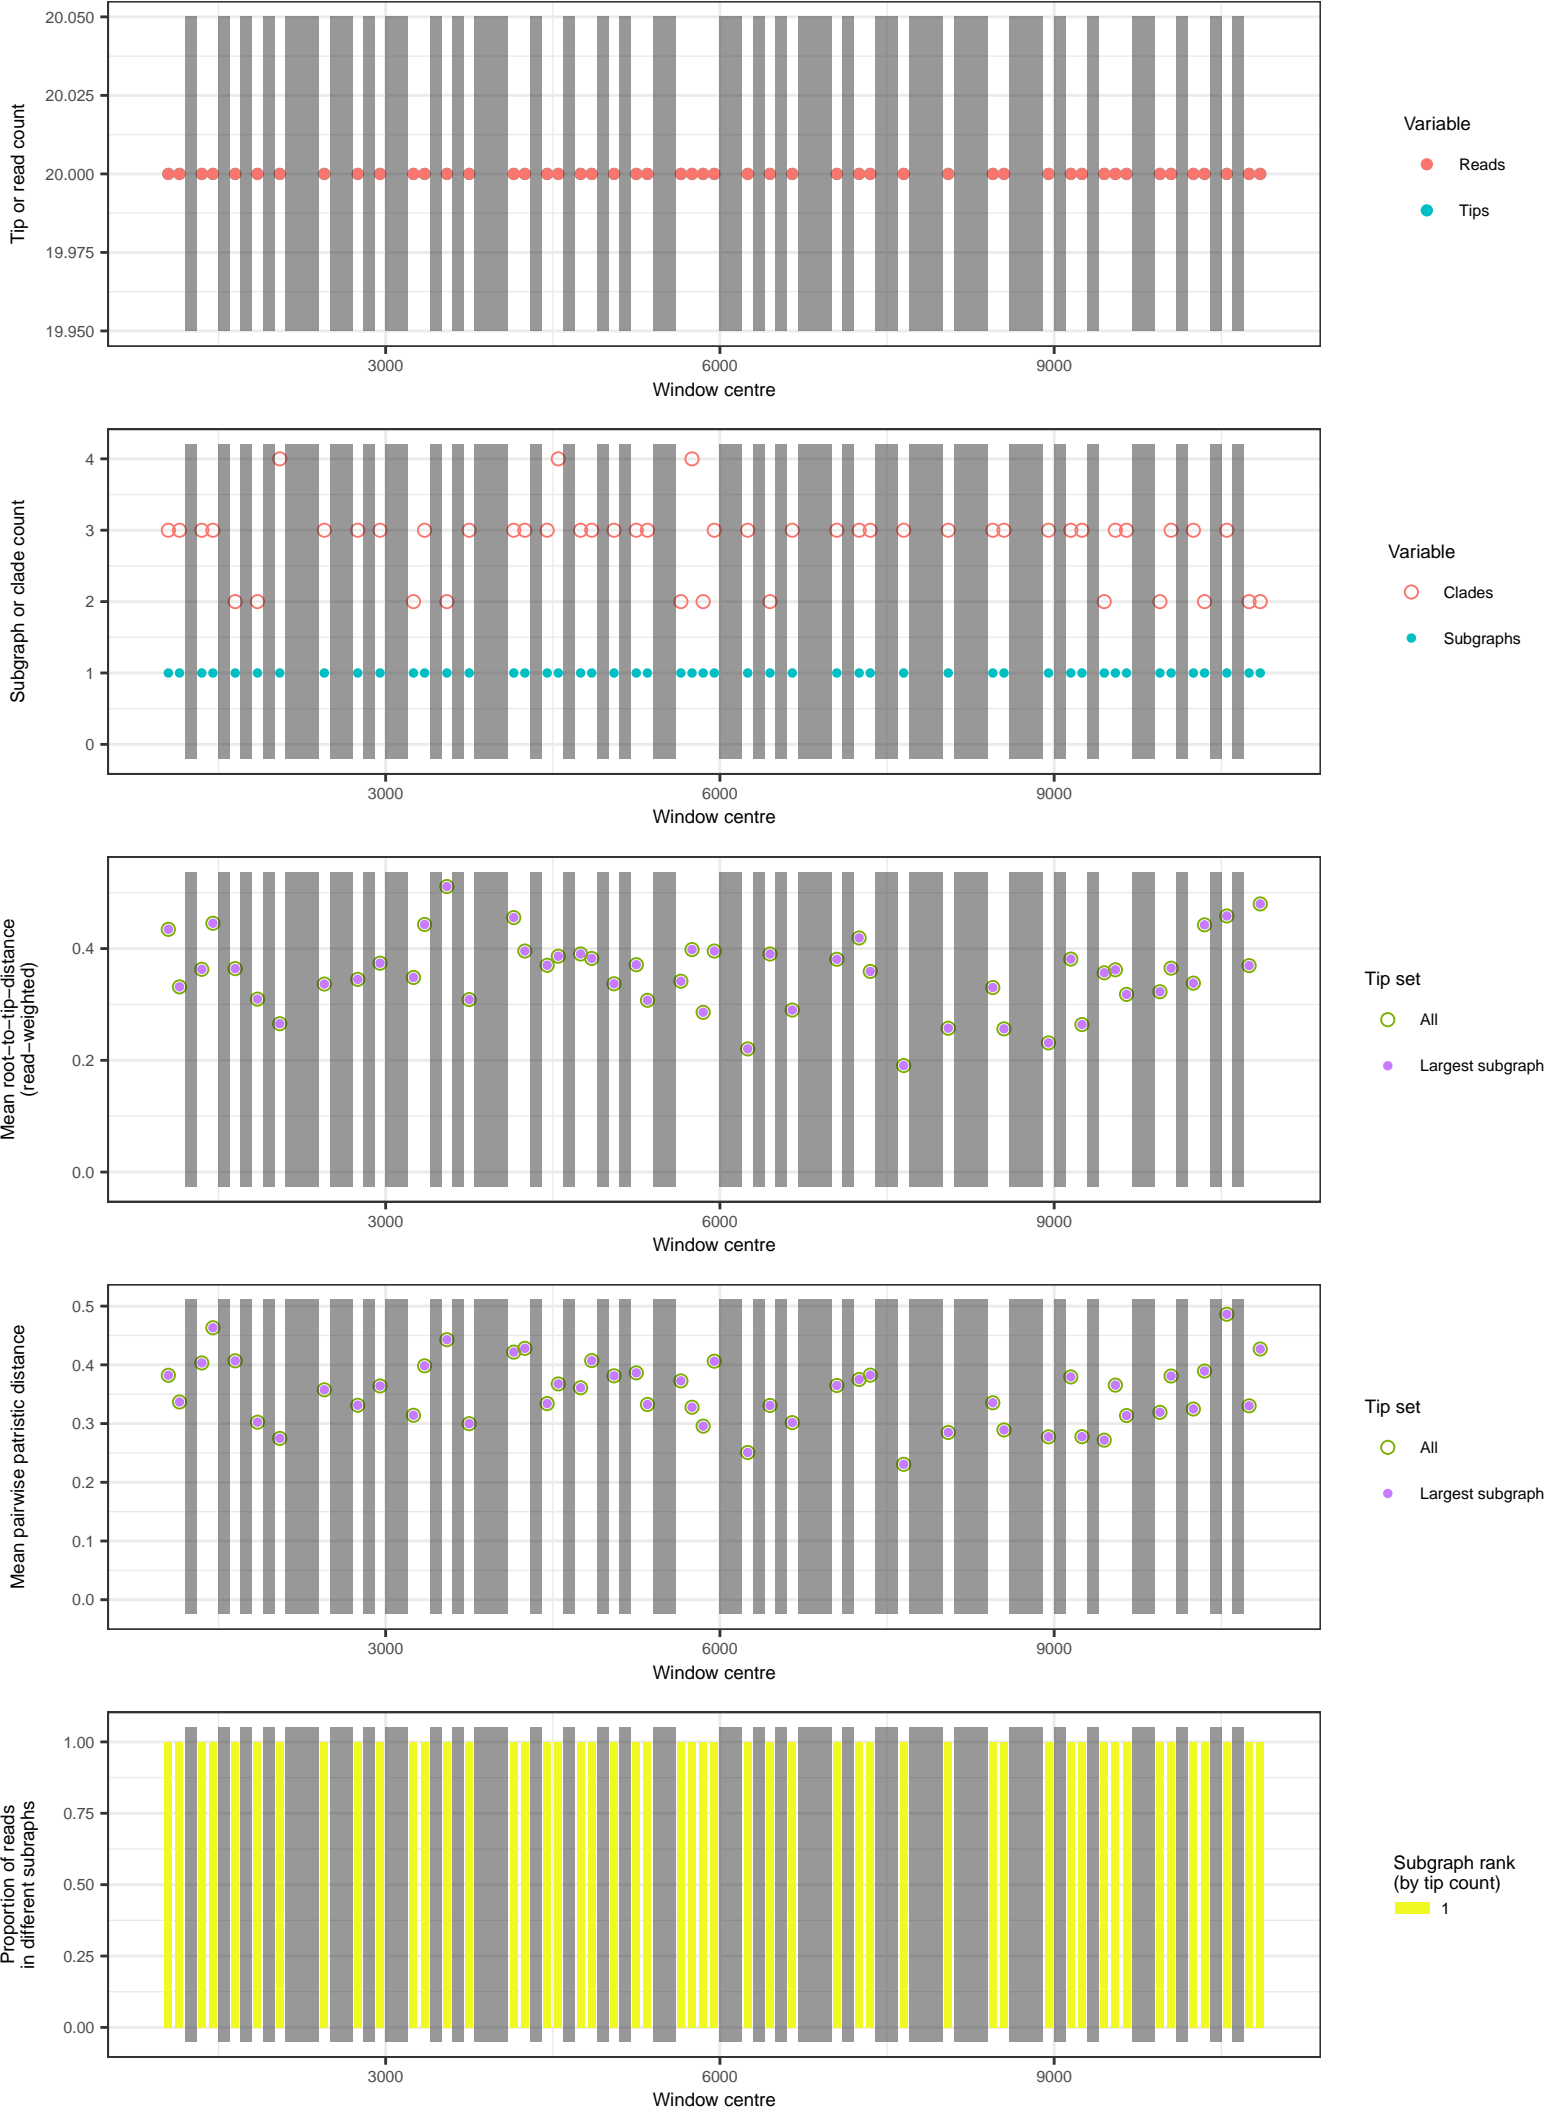 20.050
20.025
20.000
19.975
19.950
Tip or read count
3000
6000
9000
Window centre
Variable
Reads
Tips
4
3
2
1
0
Subgraph or clade count
3000
6000
9000
Window centre
Variable
Clades
Subgraphs
0.4
0.2
0.0
Mean root−to−tip−distance
(read−weighted)
3000
6000
9000
Window centre
Tip set
All
Largest subgraph
0.5
0.4
0.3
0.2
0.1
0.0
Mean pairwise patristic distance
3000
6000
9000
Window centre
Tip set
All
Largest subgraph
1.00
0.75
0.50
0.25
0.00
Proportion of reads
in different subraphs
3000
6000
9000
Window centre
Subgraph rank
(by tip count)
1